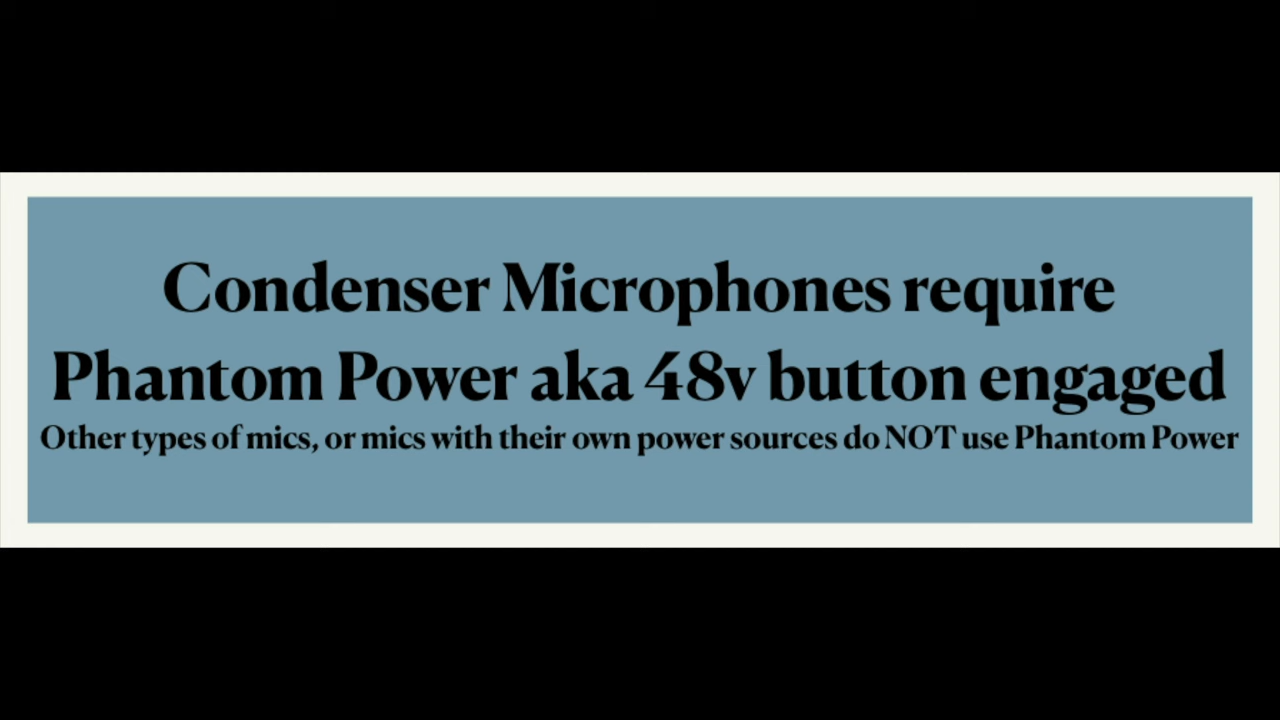 Condenser Microphones require
Phantom Power aka 48v button engaged
Other types of mics, or mics with their own power sources do NOT use Phantom Power